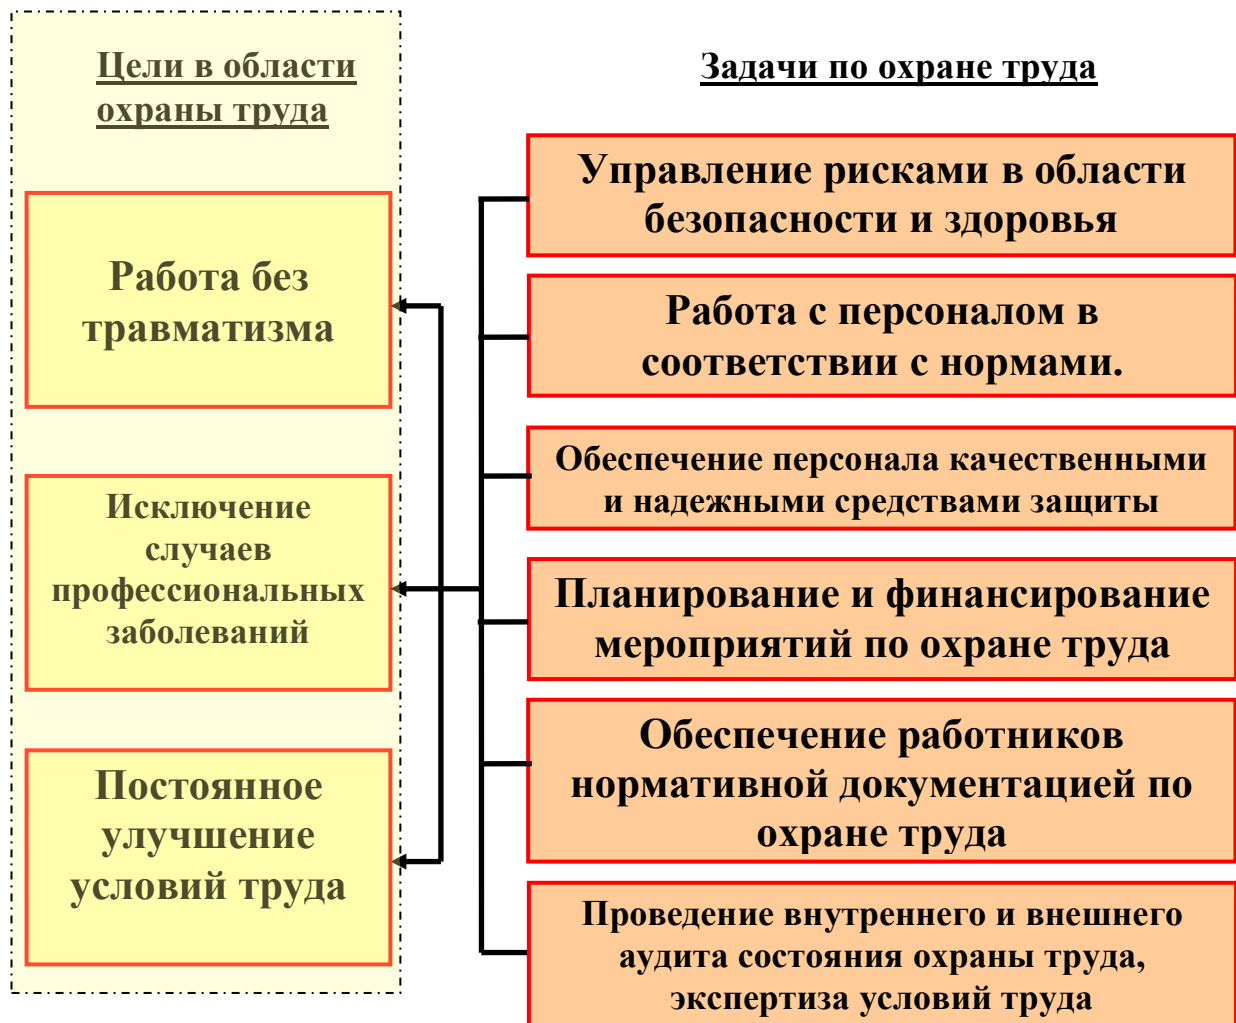 Цели в области
охраны труда
Работа без
травматизма
Исключение
случаев
профессиональных
заболеваний
Постоянное
улучшение
условий труда
Задачи по охране труда
Управление рисками в области
безопасности и здоровья
Работа с персоналом в
соответствии с нормами.
Обеспечение персонала качественными
и надежными средствами защиты
Планирование и финансирование
мероприятий по охране труда
Обеспечение работников
нормативной документацией по
охране труда
Проведение внутреннего и внешнего
аудита состояния охраны труда,
экспертиза условий труда